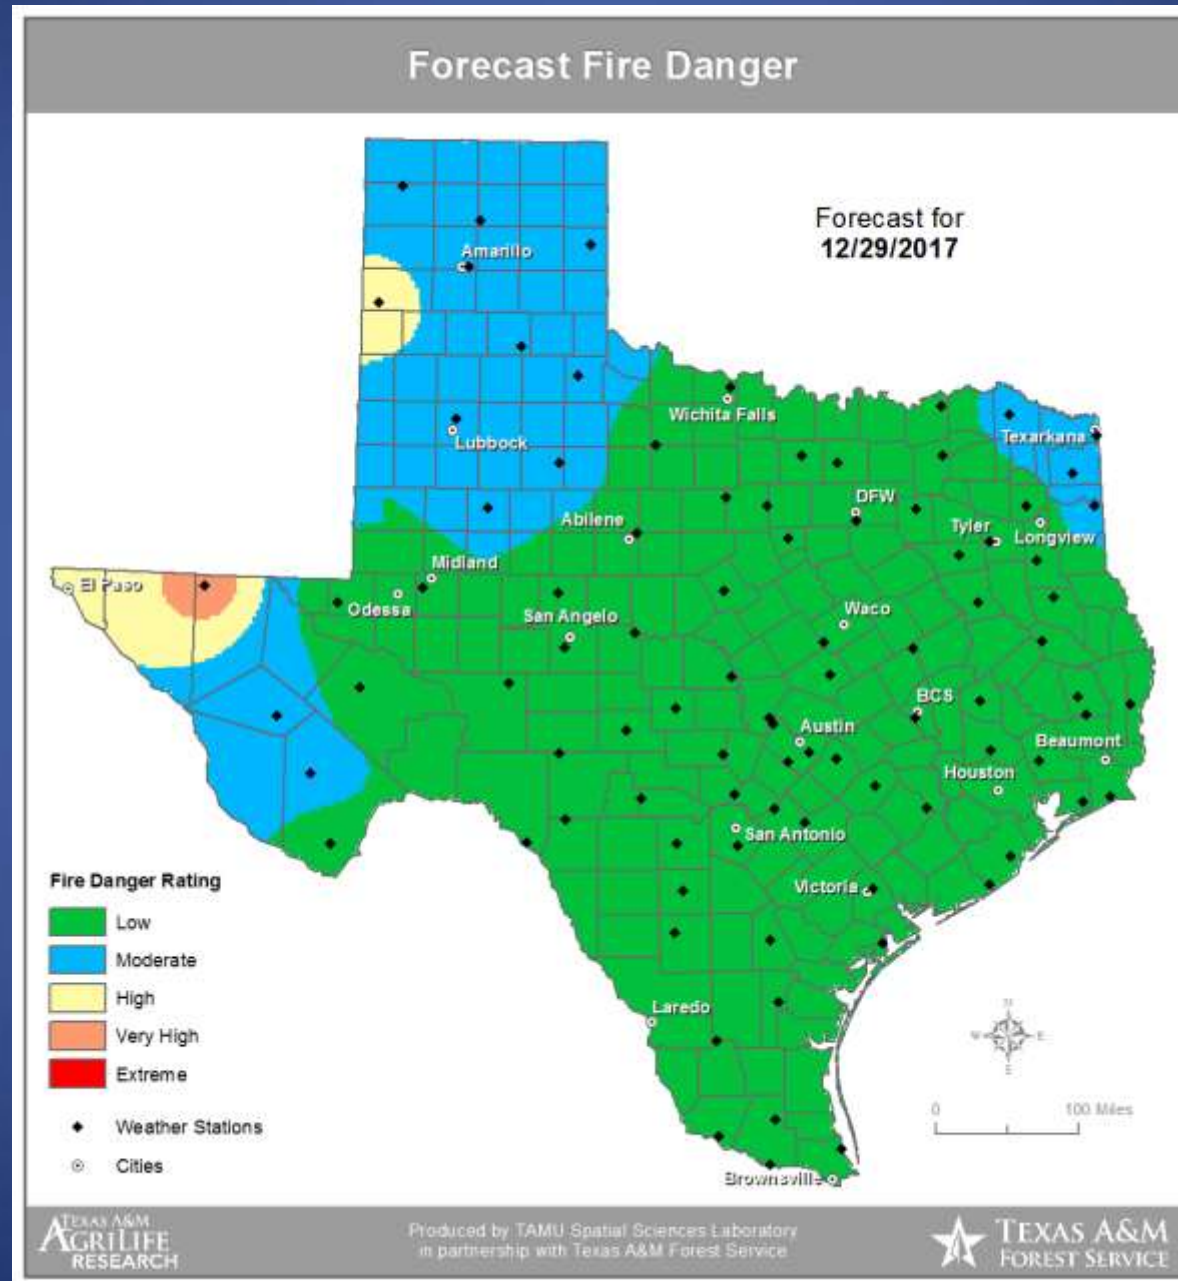 Forecast Fire Danger
Forecast for
12/29/2017
Amarillo
Wichita Falls
Texarkana
Lubbock
DFW
Abilene
Tyler
Longview
Midland
El Paso
Odessa
San Angelo
Waco
BCS
Austin
Beaumont
Houston
San Antonio
Victoria
Laredo
Brownsville
Fire Danger Rating
Low
Moderate
High
Very High
Extreme
Weather Stations
Cities
N
W
E
0
100 Miles
TEXAS A&M
AGRILIFE
RESEARCH
Produced by TAMU Spatial Sciences Laboratory
in partnership with Texas A&M Forest Service
TEXAS A&M
FOREST SERVICE